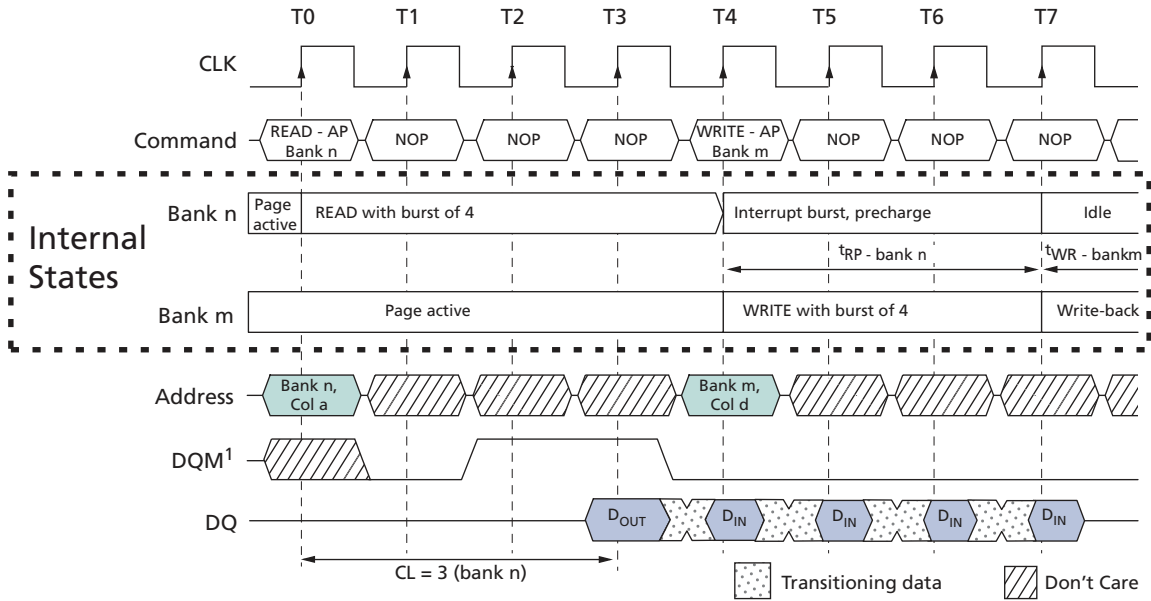 T0 T1 T2 T3 T4 T5 T6 T7
CLK
Command READ - AP NOP NOP NOP WRITE - AP NOP NOP NOP
Bank n Bank m
Internal
States
Bank n Page READ with burst of 4 Interrupt burst, precharge Idle
active
tRP - bank n tWR - bankm
Bank m Page active WRITE with burst of 4 Write-back
Address Bank n, Bank m,
Col a Col d
DQM1
DQ DOUT DIN DIN DIN DIN
CL = 3 (bank n)
Transitioning data Don't Care